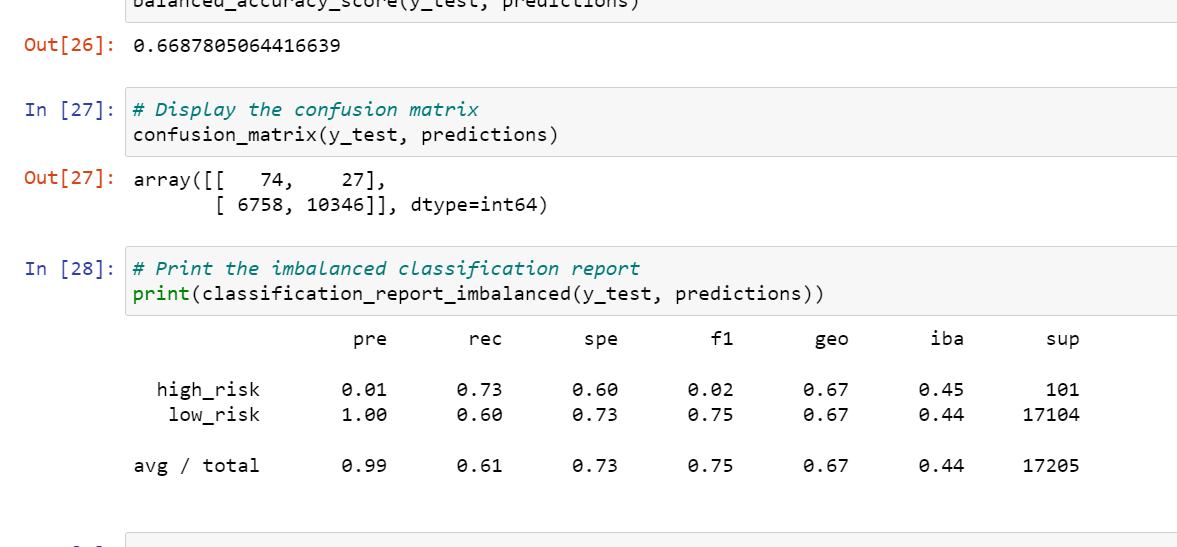 balanced_accuracy_score(y_test, predictions)
Out[26]: 0.6687805064416639
In [27]: # Display the confusion matrix
confusion_matrix(y_test, predictions)
Out[27]: array([[   74,    27],
       [ 6758, 10346]], dtype=int64)
In [28]: # Print the imbalanced classification report
print(classification_report_imbalanced(y_test, predictions))
pre rec spe f1 geo iba sup
high_risk 0.01 0.73 0.60 0.02 0.67 0.45 101
low_risk 1.00 0.60 0.73 0.75 0.67 0.44 17104
avg / total 0.99 0.61 0.73 0.75 0.67 0.44 17205